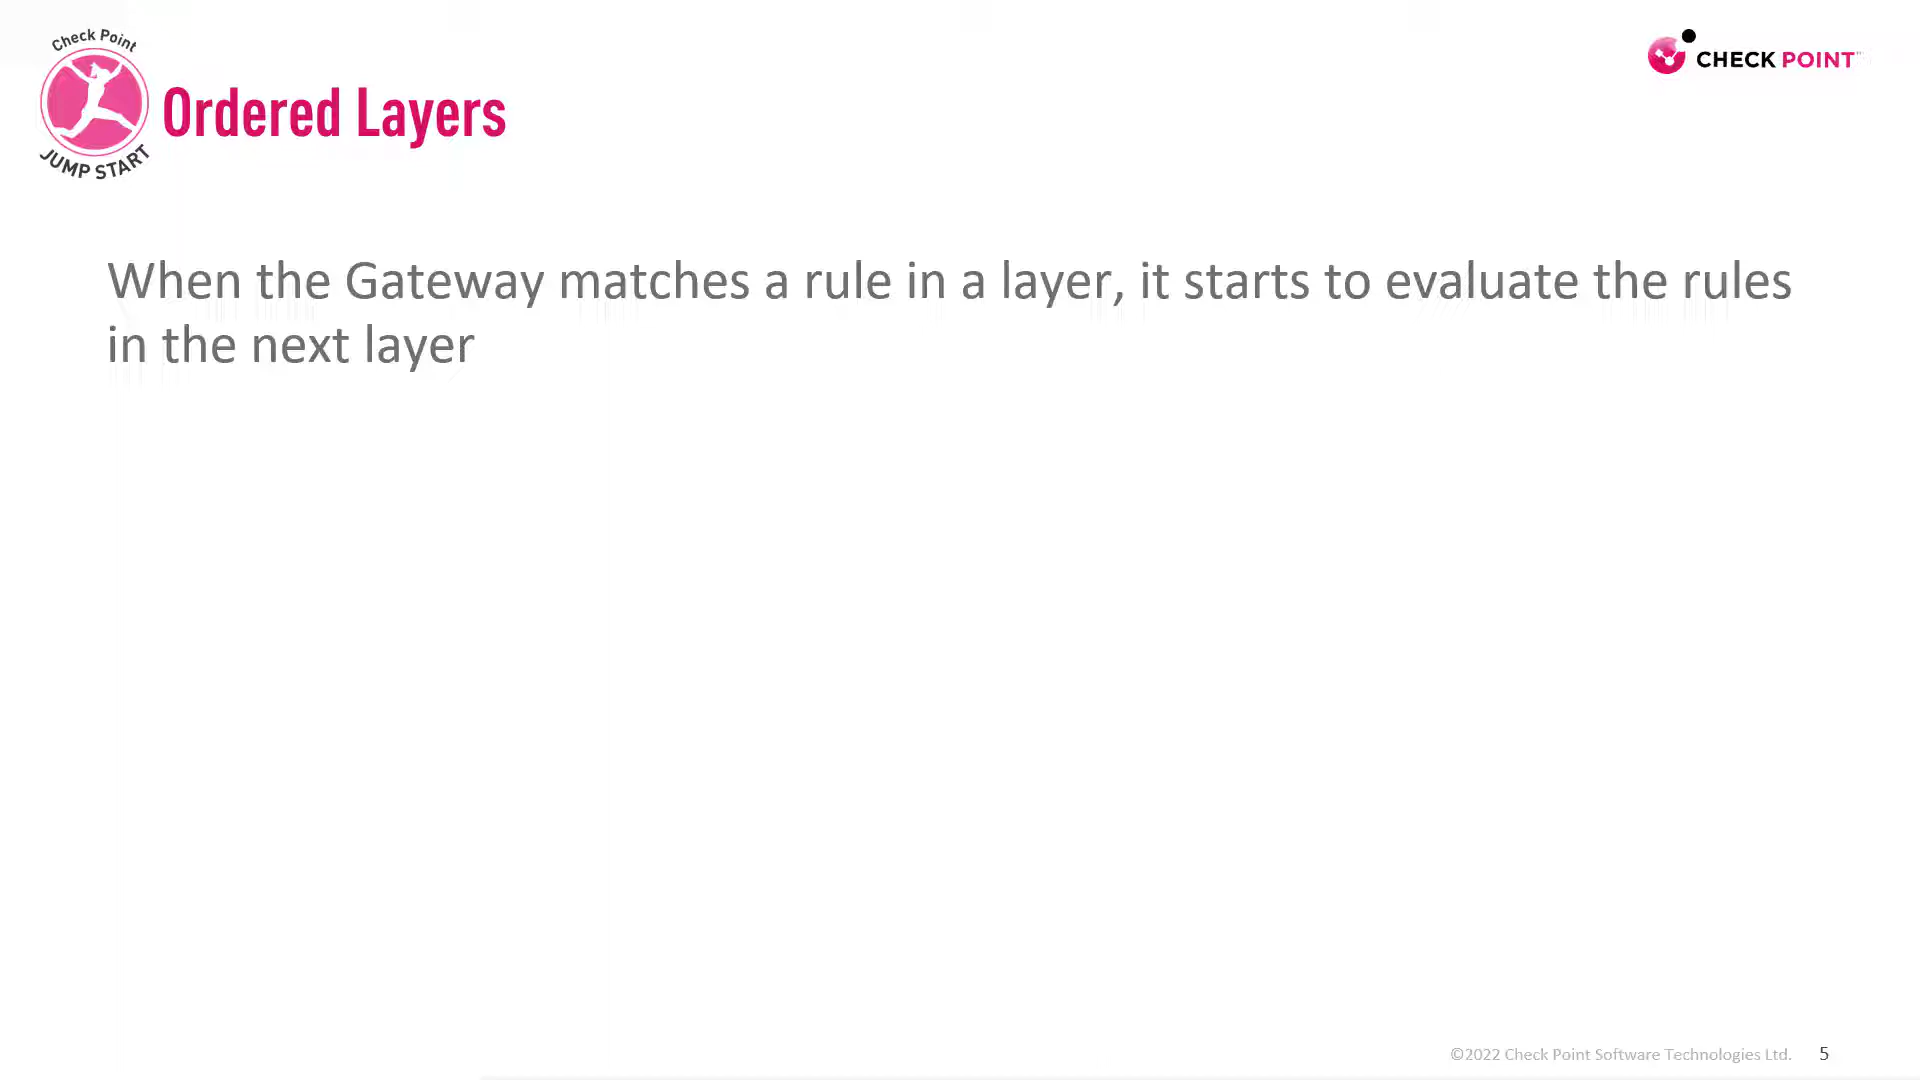 Check Point
JUMP START
Ordered Layers
CHECK POINT™
When the Gateway matches a rule in a layer, it starts to evaluate the rules
in the next layer
©2022 Check Point Software Technologies Ltd. 5